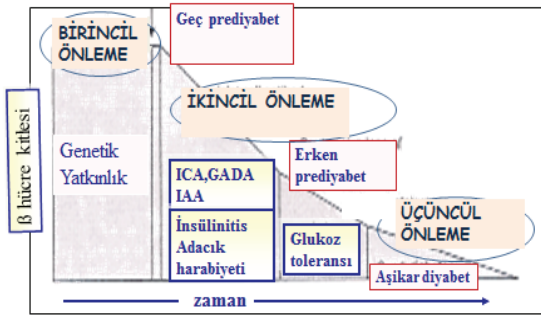 BİRİNCİL
ÖNLEME
Geç prediyabet
İKİNCİL ÖNLEME
ß hücre kitlesi
Genetik
Yatkınlık
Erken
prediyabet
ICA,GADA
IAA
İnsülinitis
Adacık
harabiyeti
Glukoz
toleransı
ÜÇÜNCÜL
ÖNLEME
Aşikar diyabet
zaman